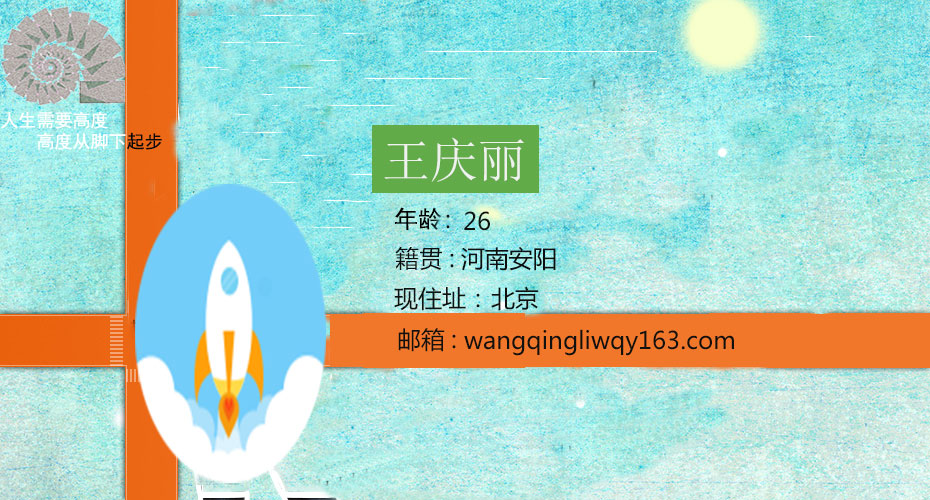 人生需要高度
高度从脚下起步
王庆丽
年龄：26
籍贯：河南安阳
现住址：北京
邮箱：wangqingliwqy163.com